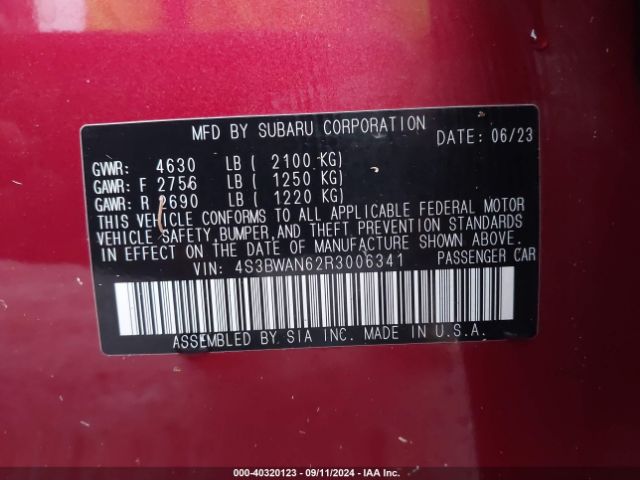 MFD BY SUBARU CORPORATION DATE: 06/23
GVWR: 4630 LB ( 2100 KG)
GAWR: F 2756 LB ( 1250 KG)
GAWR: R 2690 LB ( 1220 KG)
THIS VEHICLE CONFORMS TO ALL APPLICABLE FEDERAL MOTOR
VEHICLE SAFETY, BUMPER, AND THEFT PREVENTION STANDARDS
IN EFFECT ON THE DATE OF MANUFACTURE SHOWN ABOVE.
VIN: 4S3BWAN62R3006341 PASSENGER CAR
ASSEMBLED BY SIA INC. MADE IN U.S.A.
000-40320123 - 09/11/2024 - IAA Inc.